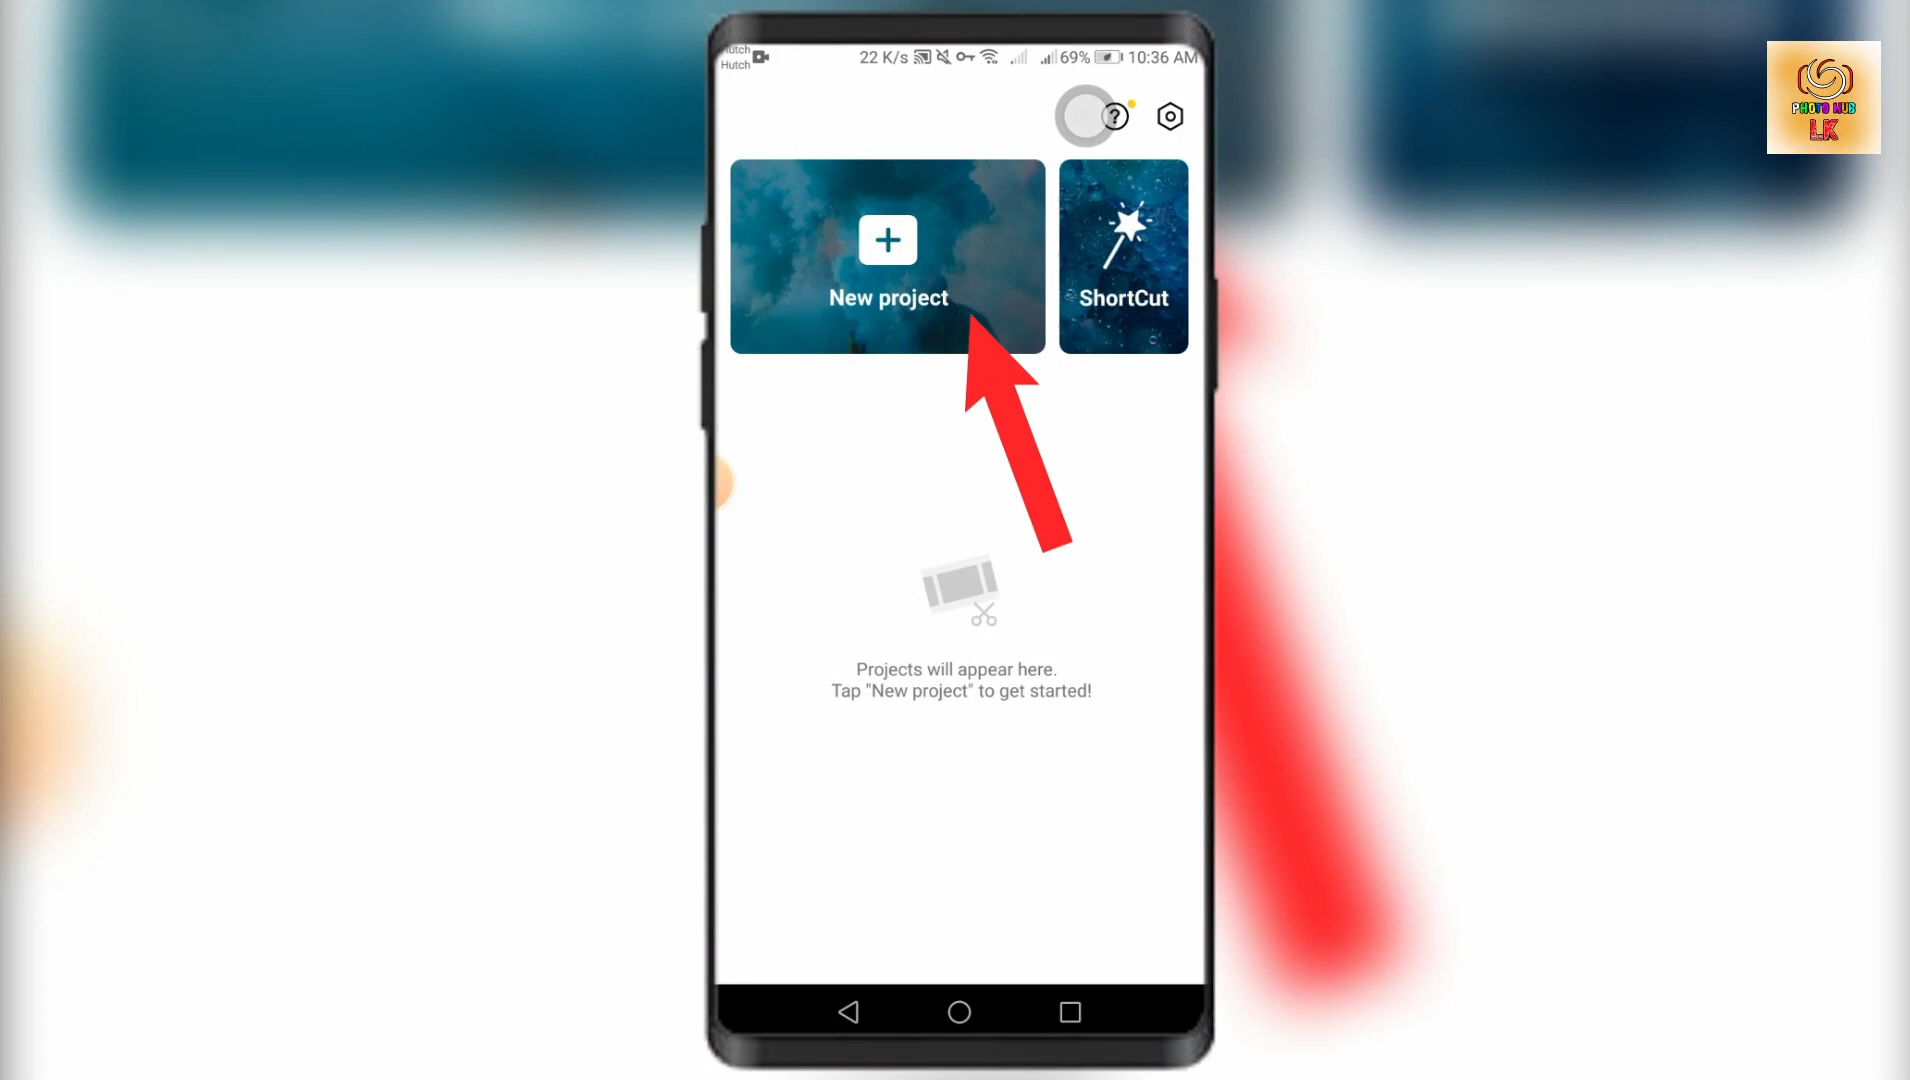 Hutch
Hutch
22 K/s
69%
10:36 AM
?
New project
ShortCut
Projects will appear here.
Tap "New project" to get started!
PHOTO HUB
LK